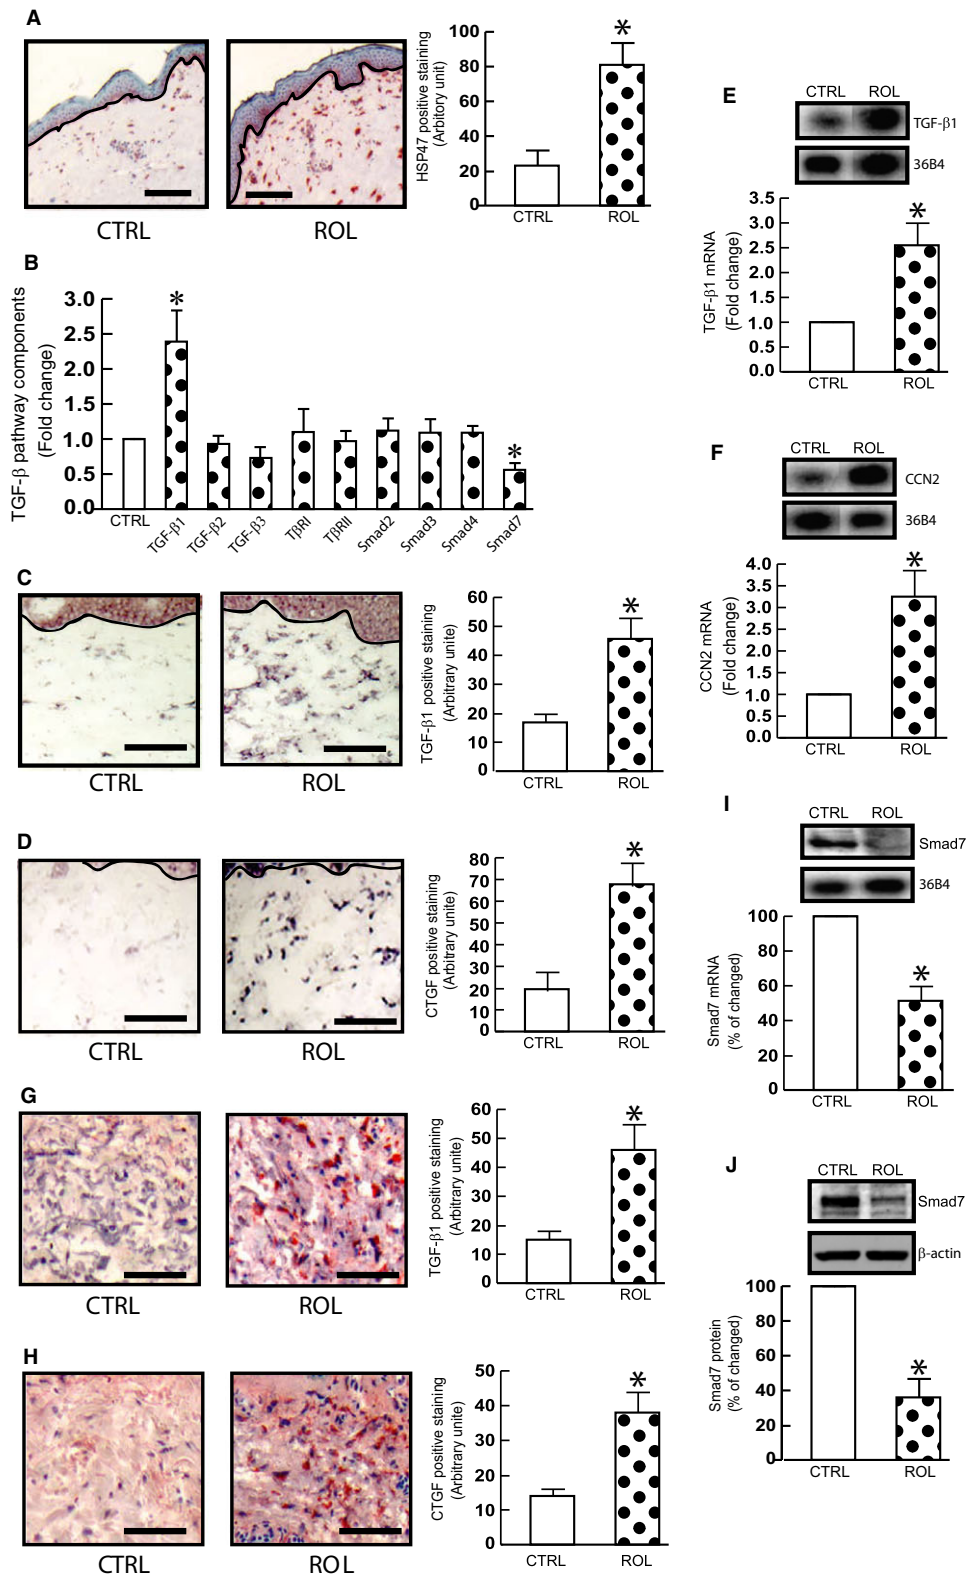 A
CTRL
ROL
HSP47 positive staining
(Arbitory unit)
100
80
60
40
20
0
*
CTRL
ROL
B
TGF-β pathway components
(Fold change)
3.0
2.5
2.0
1.5
1.0
0.5
0.0
*
*
CTRL
TGF-β1
TGF-β2
TGF-β3
TβRI
TβRII
Smad2
Smad3
Smad4
Smad7
C
CTRL
ROL
TGF-β1 positive staining
(Arbitrary unite)
60
50
40
30
20
10
0
*
CTRL
ROL
D
CTRL
ROL
CTGF positive staining
(Arbitrary unite)
80
70
60
50
40
30
20
10
0
*
CTRL
ROL
G
CTRL
ROL
TGF-β1 positive staining
(Arbitrary unite)
60
50
40
30
20
10
0
*
CTRL
ROL
H
CTRL
ROL
CTGF positive staining
(Arbitrary unite)
50
40
30
20
10
0
*
CTRL
ROL
E
CTRL
ROL
TGF-β1
36B4
TGF-β1 mRNA
(Fold change)
3.5
3.0
2.5
2.0
1.5
1.0
0.5
0.0
*
CTRL
ROL
F
CTRL
ROL
CCN2
36B4
CCN2 mRNA
(Fold change)
4.0
3.5
3.0
2.5
2.0
1.5
1.0
0.5
0.0
*
CTRL
ROL
I
CTRL
ROL
Smad7
36B4
Smad7 mRNA
(% of changed)
100
80
60
40
20
0
*
CTRL
ROL
J
CTRL
ROL
Smad7
β-actin
Smad7 protein
(% of changed)
100
80
60
40
20
0
*
CTRL
ROL